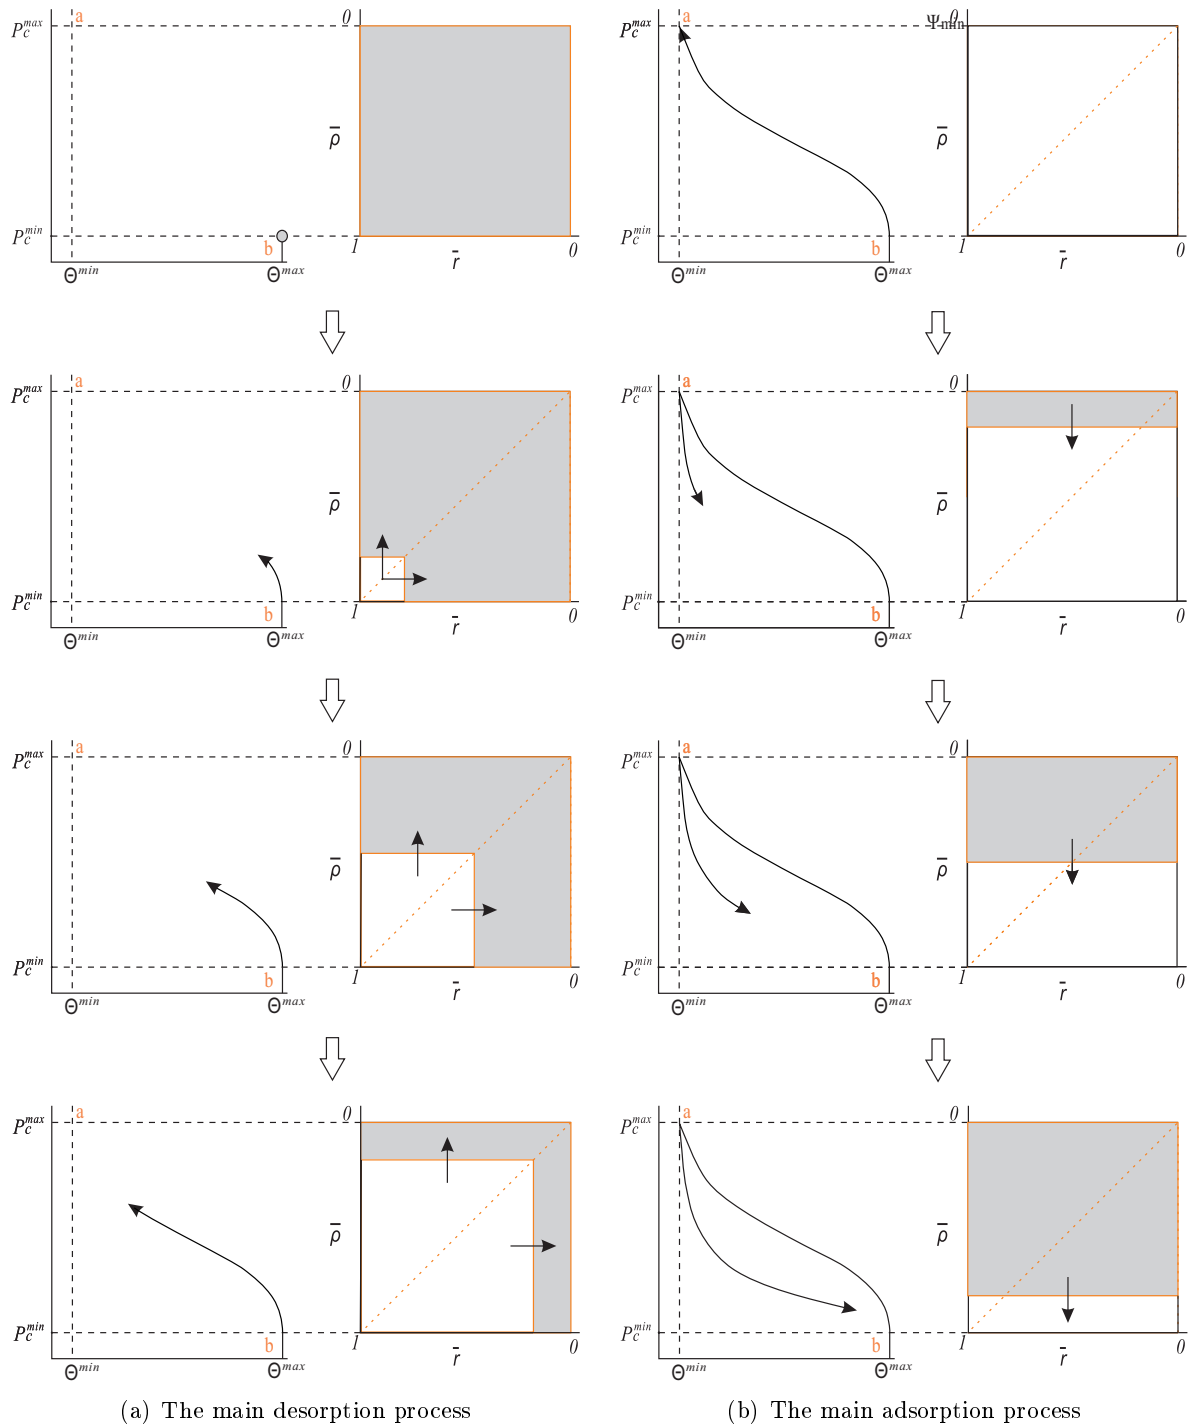 P_c^max a 0
ρ̄
P_c^min b 1 r̄ 0
Θ^min Θ^max
P_c^max a Ψmin 0
ρ̄
P_c^min b 1 r̄ 0
Θ^min Θ^max
P_c^max a 0
ρ̄
P_c^min b 1 r̄ 0
Θ^min Θ^max
P_c^max a 0
ρ̄
P_c^min b 1 r̄ 0
Θ^min Θ^max
P_c^max a 0
ρ̄
P_c^min b 1 r̄ 0
Θ^min Θ^max
P_c^max a 0
ρ̄
P_c^min b 1 r̄ 0
Θ^min Θ^max
P_c^max a 0
ρ̄
P_c^min b 1 r̄ 0
Θ^min Θ^max
P_c^max a 0
ρ̄
P_c^min b 1 r̄ 0
Θ^min Θ^max
(a) The main desorption process
(b) The main adsorption process